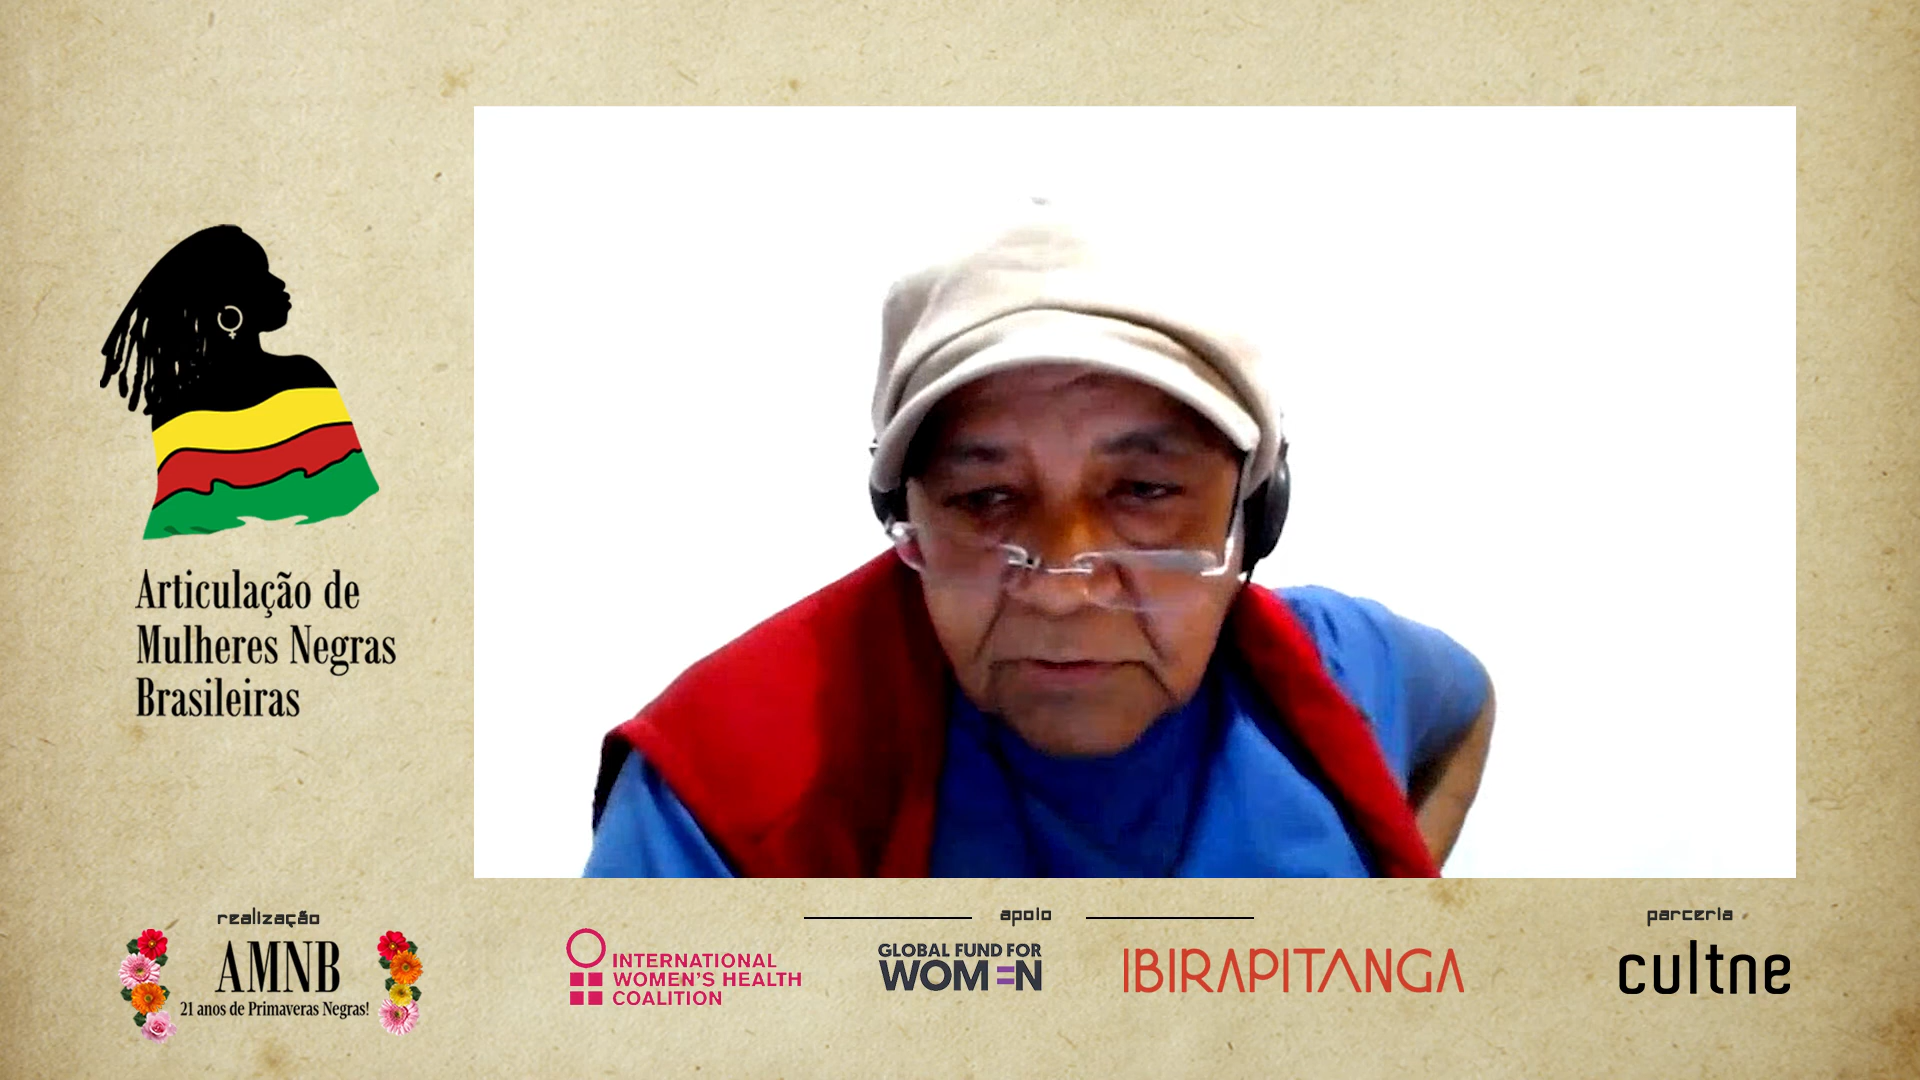 Articulação de
Mulheres Negras
Brasileiras
realização
AMNB
21 anos de Primaveras Negras!
apoio
INTERNATIONAL
WOMEN'S HEALTH
COALITION
GLOBAL FUND FOR
WOMEN
IBIRAPITANGA
parceria
cultne